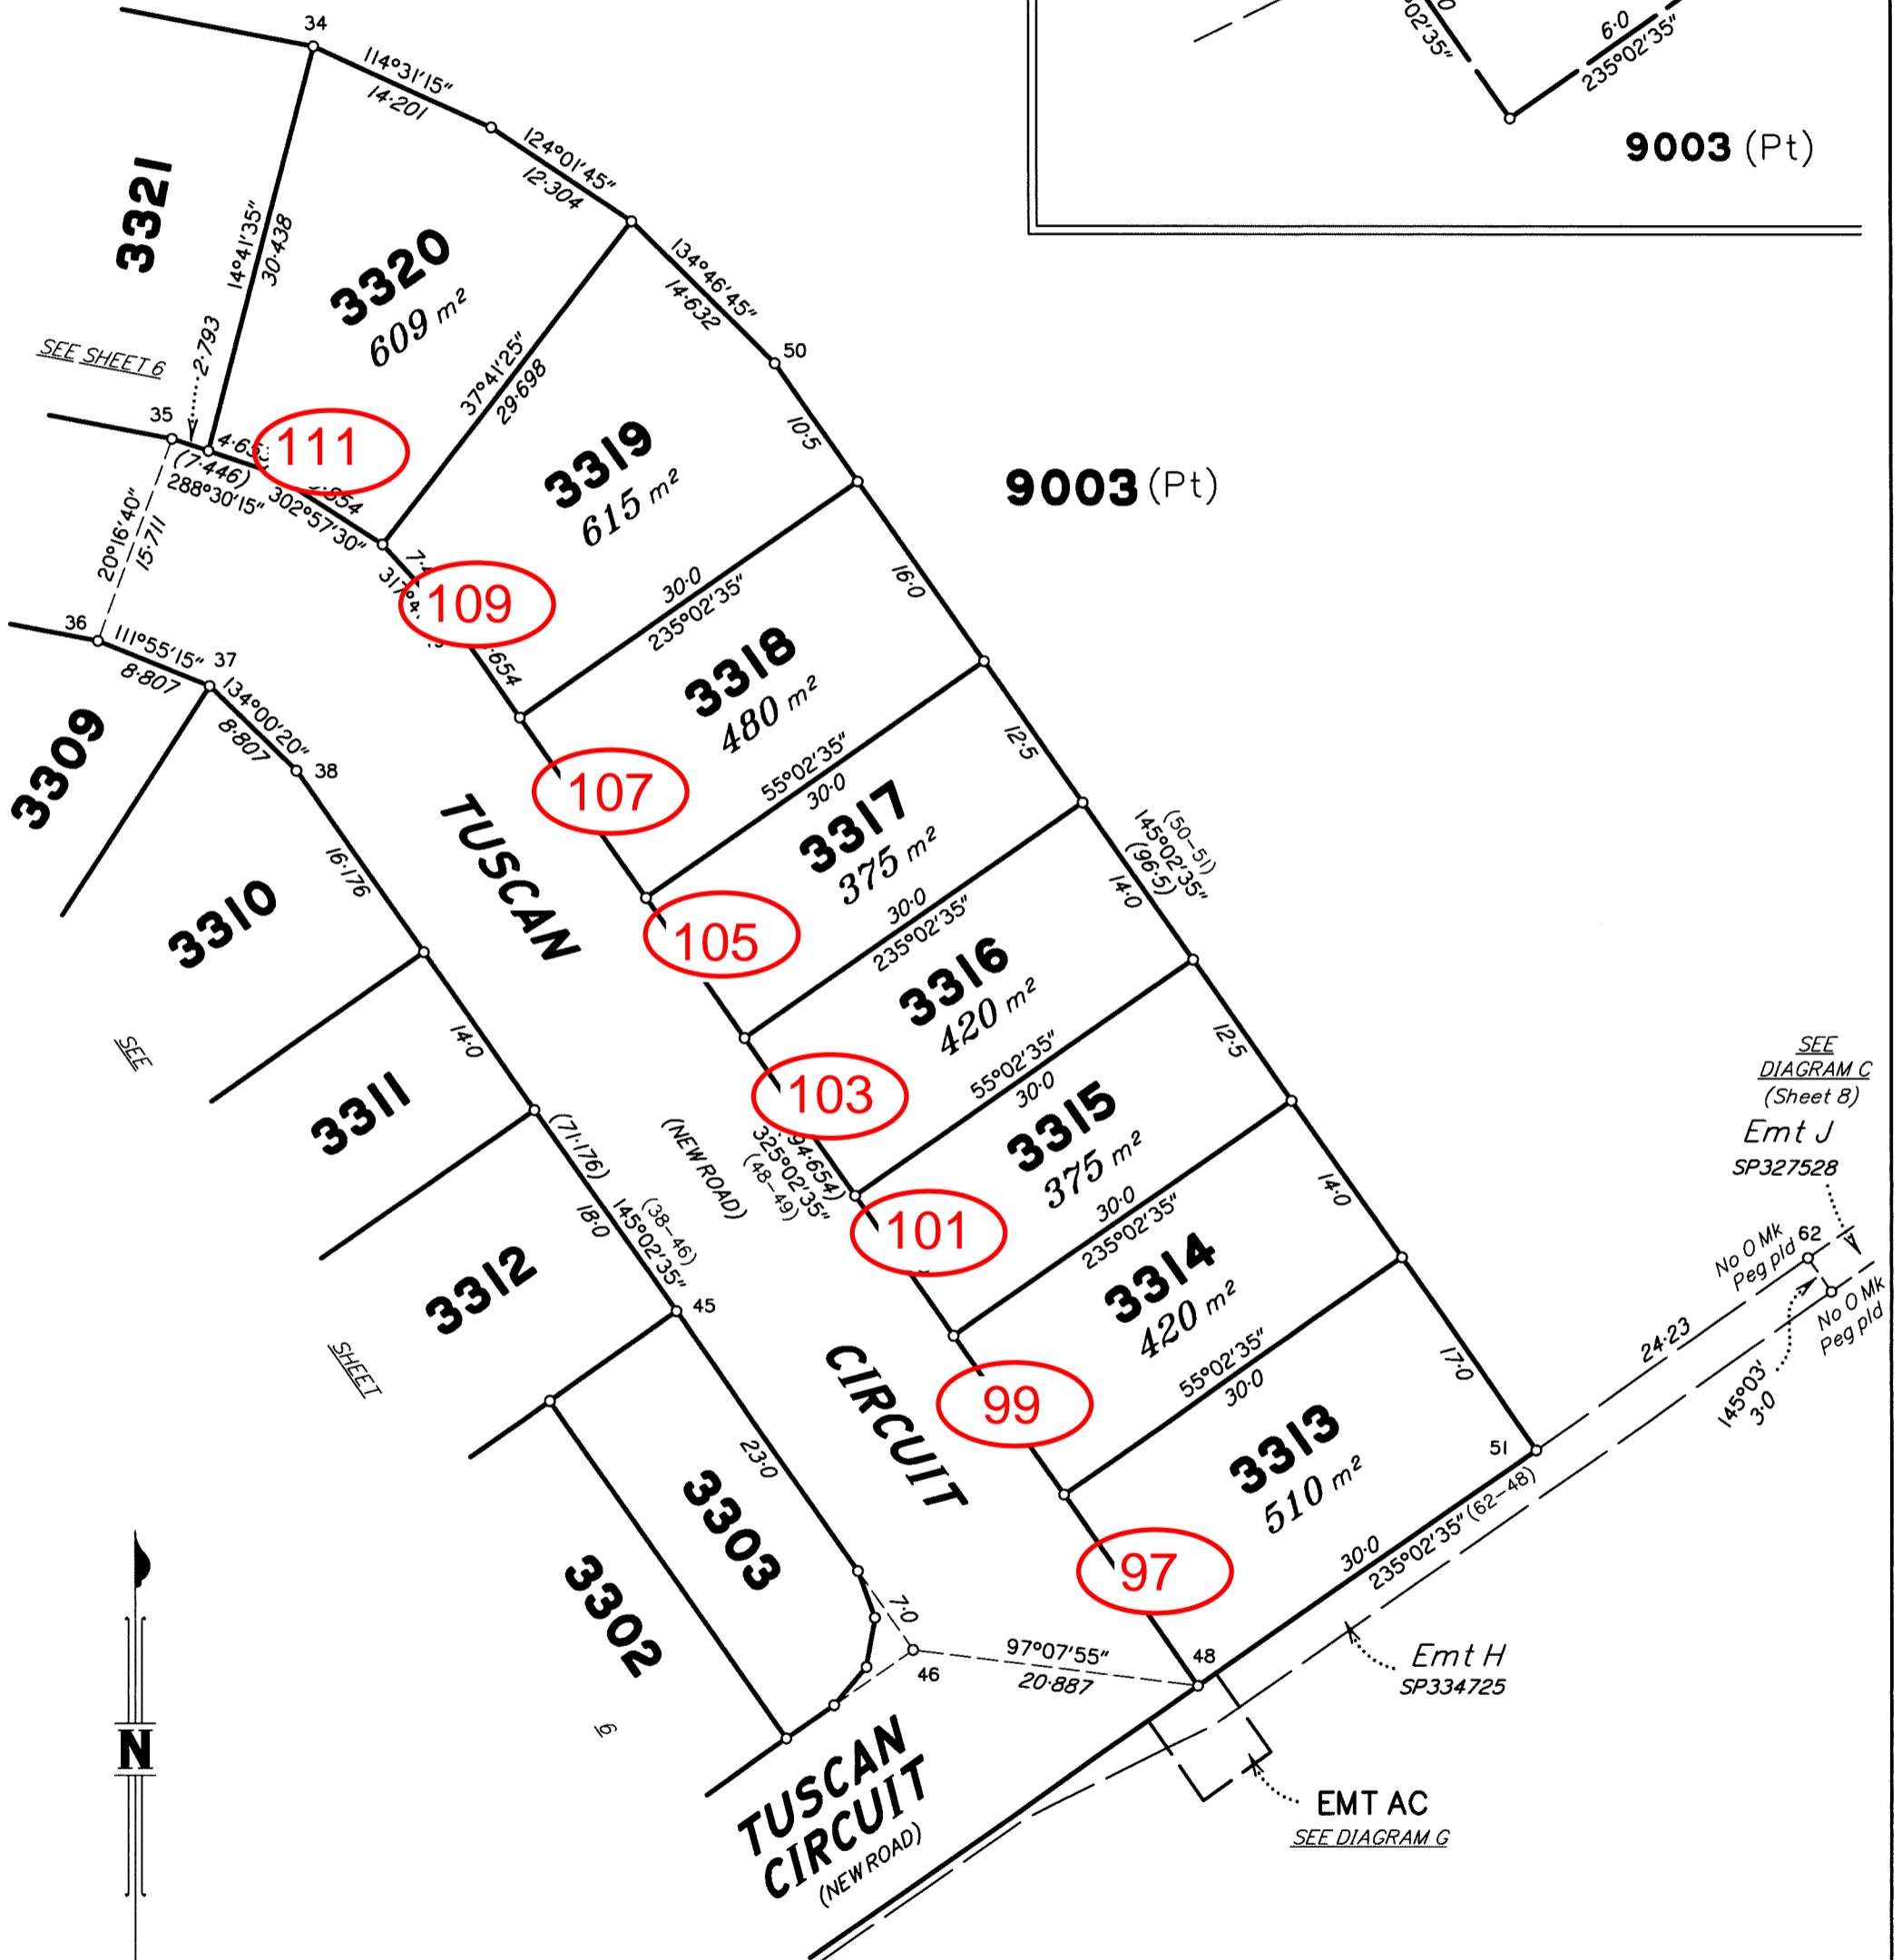 34
114°31'15"
14·201
124°01'45"
12·304
02'35"
6·0
235°02'35"
9003 (Pt)
3321
14°41'35"
30·438
3320
609 m²
134°46'45"
14·632
SEE SHEET 6
2·793
37°41'25"
29·698
50
35
111
(7·446)
288°30'15"
302°57'30"
10·5
3319
615 m²
9003 (Pt)
20°16'40"
15·711
109
30·0
235°02'35"
16·0
36
111°55'15"
8·807
37
134°00'20"
8·807
38
3318
480 m²
3309
107
55°02'35"
30·0
12·5
TUSCAN
3317
375 m²
(50–51)
145°02'35"
(96·5)
16·176
3310
105
30·0
235°02'35"
14·0
3316
420 m²
SEE
14·0
103
55°02'35"
30·0
12·5
SEE
DIAGRAM C
(Sheet 8)
Emt J
SP327528
3311
(71·176)
(NEW ROAD)
94·654)
325°02'35"
(48–49)
3315
375 m²
18·0
(38–46)
145°02'35"
101
30·0
235°02'35"
14·0
3312
45
3314
420 m²
No O Mk
Peg pld
62
No O Mk
Peg pld
SHEET
CIRCUIT
99
55°02'35"
30·0
17·0
24·23
145°03'
3·0
3313
510 m²
51
23·0
3303
3302
97
30·0
235°02'35" (62–48)
7·0
46
97°07'55"
20·887
48
Emt H
SP334725
6
N
TUSCAN
CIRCUIT
(NEW ROAD)
EMT AC
SEE DIAGRAM G